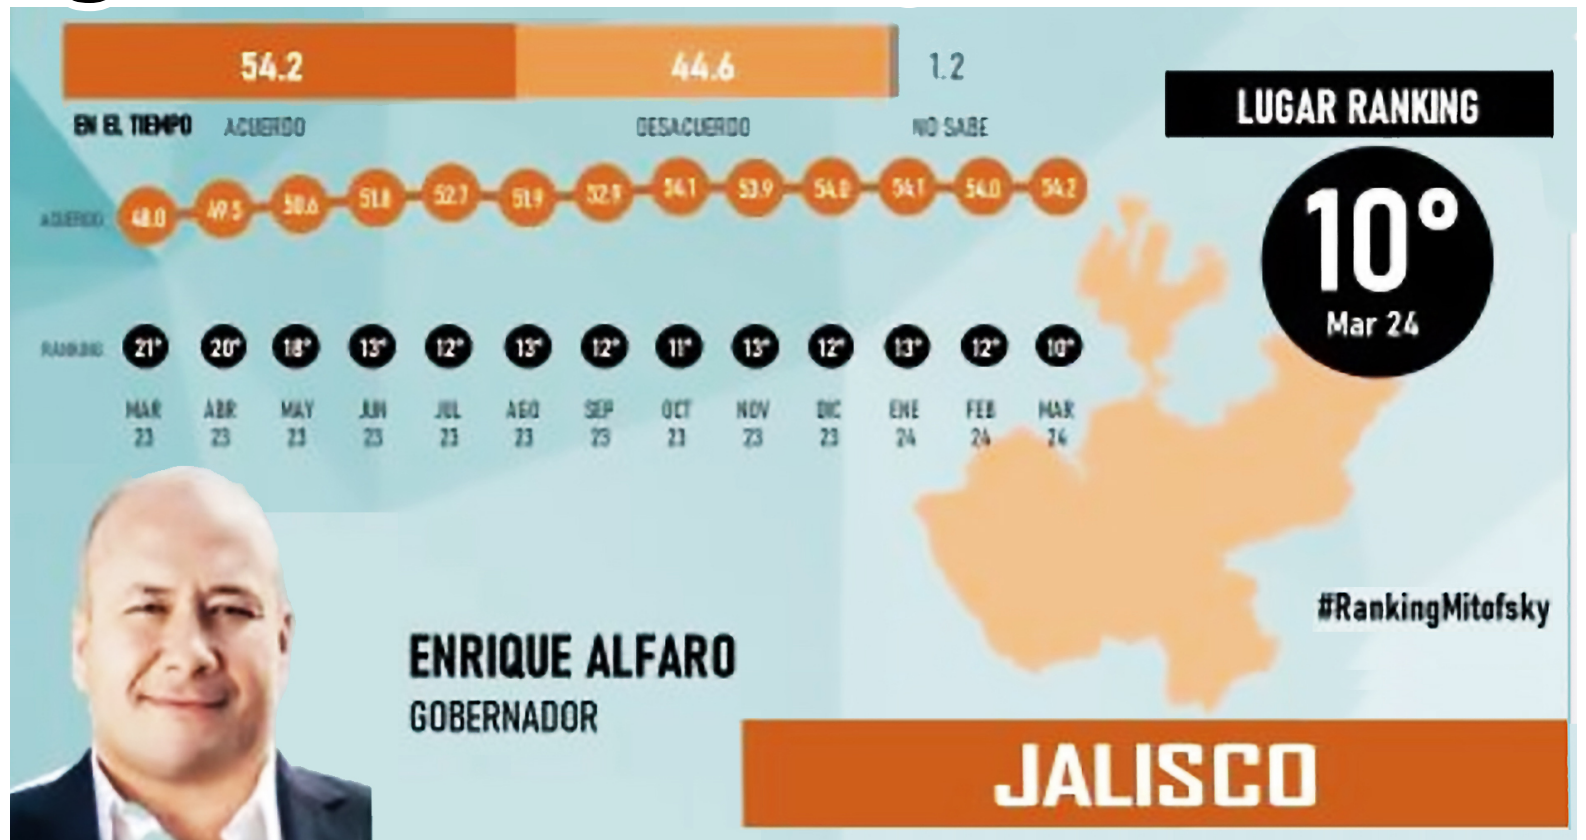 54.2 44.6 1.2
EN EL TIEMPO ACUERDO DESACUERDO NO SABE
LUGAR RANKING
10°
Mar 24
ACUERDO 48.0 49.5 50.6 51.8 52.7 51.9 52.9 54.1 53.9 54.0 54.1 54.0 54.2
RANKING 21° 20° 18° 13° 12° 13° 12° 11° 13° 12° 13° 12° 10°
MAR ABR MAY JUN JUL AGO SEP OCT NOV DIC ENE FEB MAR
23 23 23 23 23 23 23 23 23 23 24 24 24
#RankingMitofsky
ENRIQUE ALFARO
GOBERNADOR
JALISCO